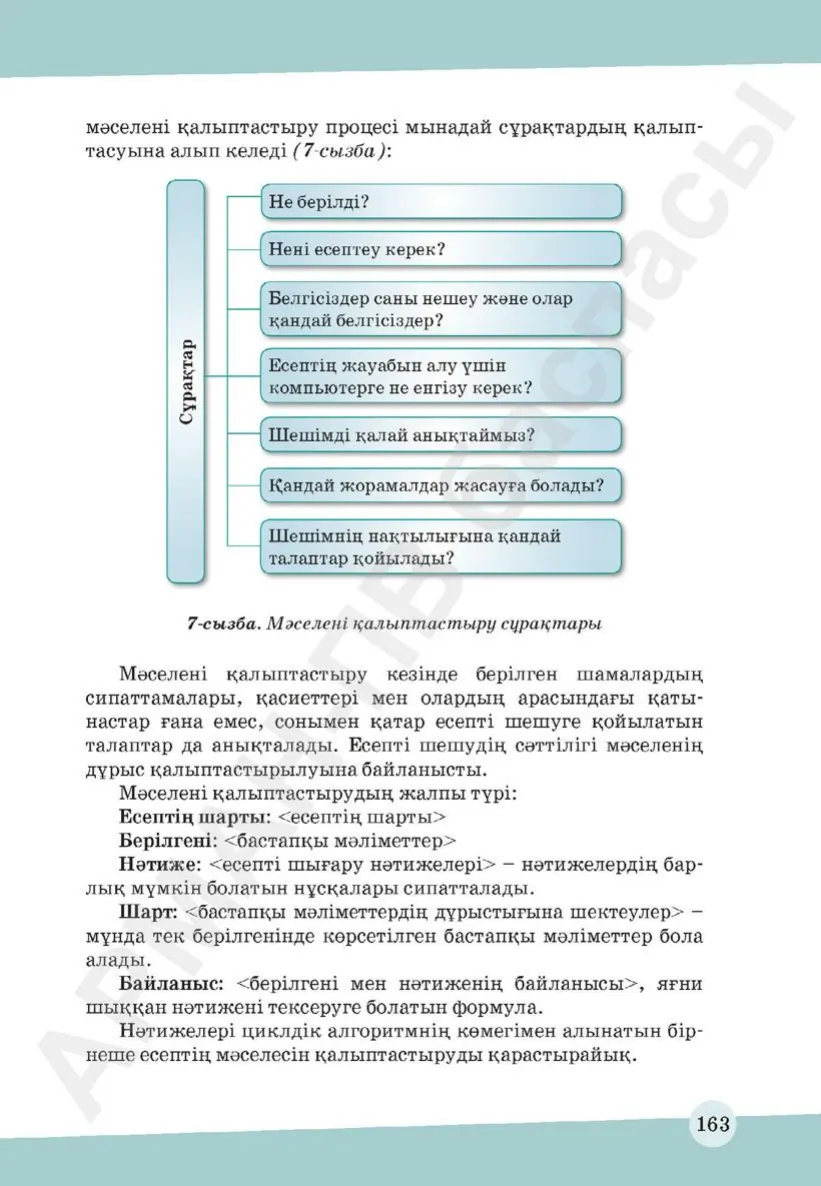 мәселені қалыптастыру процесі мынадай сұрақтардың қалып-
тасуына алып келеді (7-сызба):
Сұрақтар
Не берілді?
Нені есептеу керек?
Белгісіздер саны нешеу және олар
қандай белгісіздер?
Есептің жауабын алу үшін
компьютерге не енгізу керек?
Шешімді қалай анықтаймыз?
Қандай жорамалдар жасауға болады?
Шешімнің нақтылығына қандай
талаптар қойылады?
7-сызба. Мәселені қалыптастыру сұрақтары
Мәселені қалыптастыру кезінде берілген шамалардың
сипаттамалары, қасиеттері мен олардың арасындағы қаты-
настар ғана емес, сонымен қатар есепті шешуге қойылатын
талаптар да анықталады. Есепті шешудің сәттілігі мәселенің
дұрыс қалыптастырылуына байланысты.
Мәселені қалыптастырудың жалпы түрі:
Есептің шарты: <есептің шарты>
Берілгені: <бастапқы мәліметтер>
Нәтиже: <есепті шығару нәтижелері> – нәтижелердің бар-
лық мүмкін болатын нұсқалары сипатталады.
Шарт: <бастапқы мәліметтердің дұрыстығына шектеулер> –
мұнда тек берілгенінде көрсетілген бастапқы мәліметтер бола
алады.
Байланыс: <берілгені мен нәтиженің байланысы>, яғни
шыққан нәтижені тексеруге болатын формула.
Нәтижелері циклдік алгоритмнің көмегімен алынатын бір-
неше есептің мәселесін қалыптастыруды қарастырайық.
163
АРМАН-ПВ баспасы